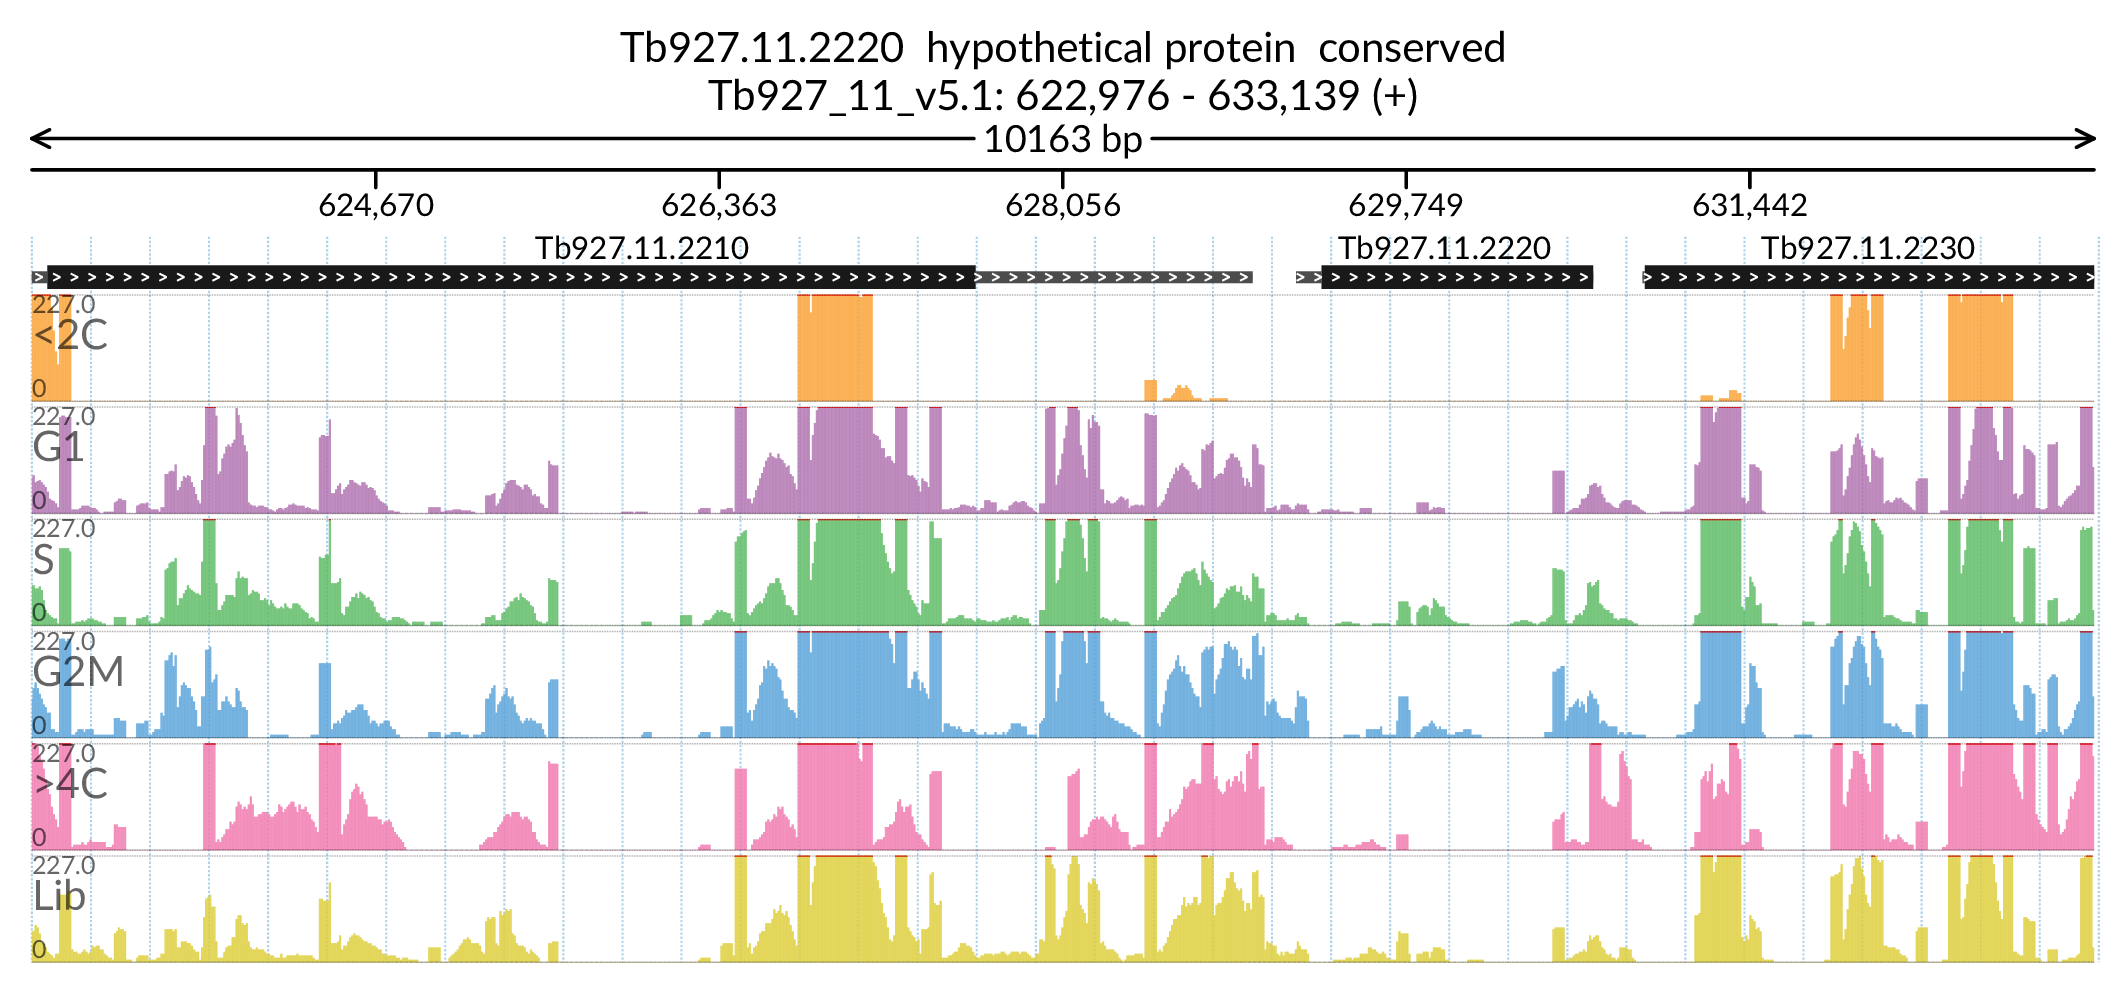 Tb927.11.2220  hypothetical protein  conserved
Tb927_11_v5.1: 622,976 - 633,139 (+)
10163 bp
624,670 626,363 628,056 629,749 631,442
Tb927.11.2210 Tb927.11.2220 Tb927.11.2230
227.0
<2C
0
227.0
G1
0
227.0
S
0
227.0
G2M
0
227.0
>4C
0
227.0
Lib
0